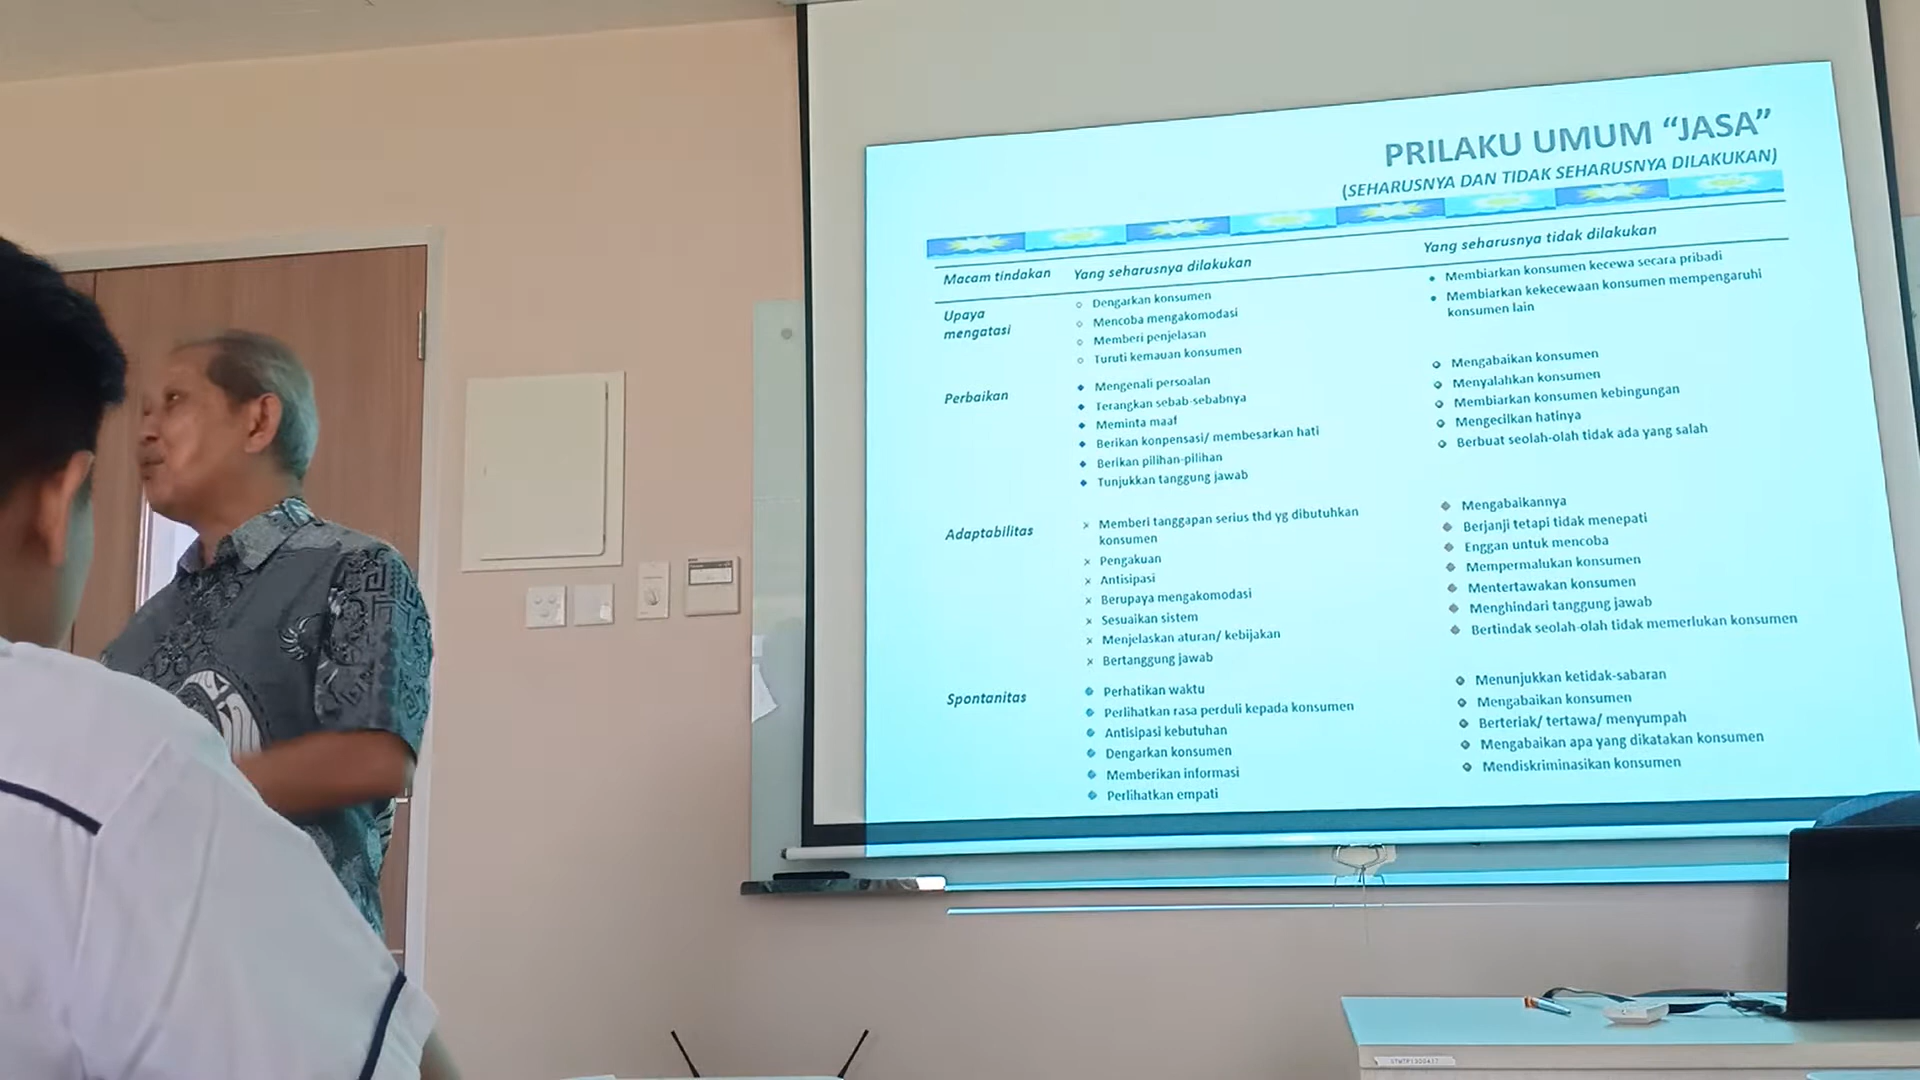 PRILAKU UMUM “JASA”
(SEHARUSNYA DAN TIDAK SEHARUSNYA DILAKUKAN)
Macam tindakan
Yang seharusnya dilakukan
Yang seharusnya tidak dilakukan
Upaya
mengatasi
Dengarkan konsumen
Mencoba mengakomodasi
Memberi penjelasan
Turuti kemauan konsumen
Membiarkan konsumen kecewa secara pribadi
Membiarkan kekecewaan konsumen mempengaruhi
konsumen lain
Perbaikan
Mengenali persoalan
Terangkan sebab-sebabnya
Meminta maaf
Berikan konpensasi/ membesarkan hati
Berikan pilihan-pilihan
Tunjukkan tanggung jawab
Mengabaikan konsumen
Menyalahkan konsumen
Membiarkan konsumen kebingungan
Mengecilkan hatinya
Berbuat seolah-olah tidak ada yang salah
Adaptabilitas
Memberi tanggapan serius thd yg dibutuhkan
konsumen
Pengakuan
Antisipasi
Berupaya mengakomodasi
Sesuaikan sistem
Menjelaskan aturan/ kebijakan
Bertanggung jawab
Mengabaikannya
Berjanji tetapi tidak menepati
Enggan untuk mencoba
Mempermalukan konsumen
Mentertawakan konsumen
Menghindari tanggung jawab
Bertindak seolah-olah tidak memerlukan konsumen
Spontanitas
Perhatikan waktu
Perlihatkan rasa perduli kepada konsumen
Antisipasi kebutuhan
Dengarkan konsumen
Memberikan informasi
Perlihatkan empati
Menunjukkan ketidak-sabaran
Mengabaikan konsumen
Berteriak/ tertawa/ menyumpah
Mengabaikan apa yang dikatakan konsumen
Mendiskriminasikan konsumen